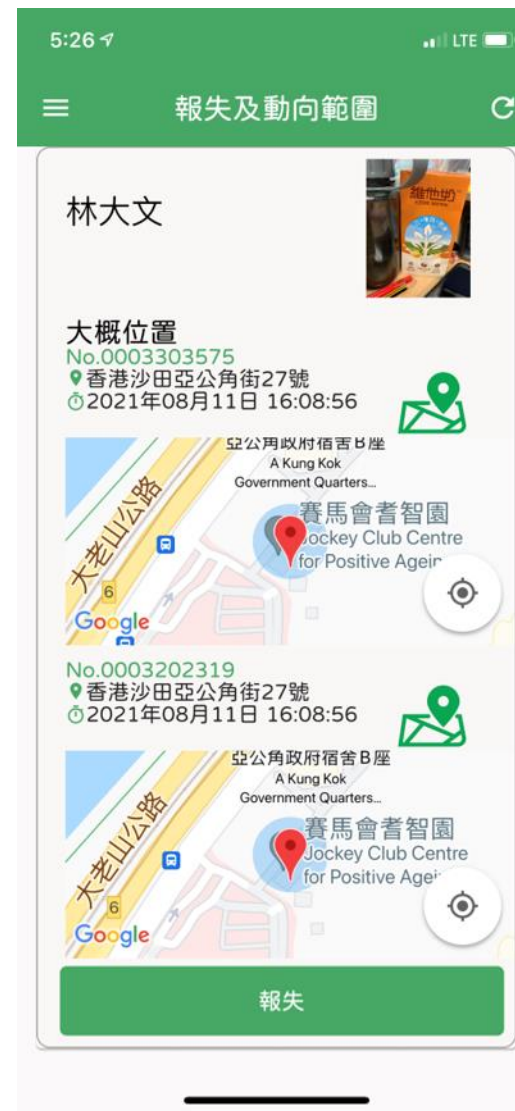 5:26
LTE
報失及動向範圍
林大文
維他奶
大概位置
No.0003303575
香港沙田亞公角街27號
2021年08月11日 16:08:56
亞公角政府宿舍B座
A Kung Kok
Government Quarters...
賽馬會耆智園
Jockey Club Centre
for Positive Agein
大老山公路
6
Google
No.0003202319
香港沙田亞公角街27號
2021年08月11日 16:08:56
亞公角政府宿舍B座
A Kung Kok
Government Quarters...
賽馬會耆智園
Jockey Club Centre
for Positive Agei
大老山公路
6
Google
報失